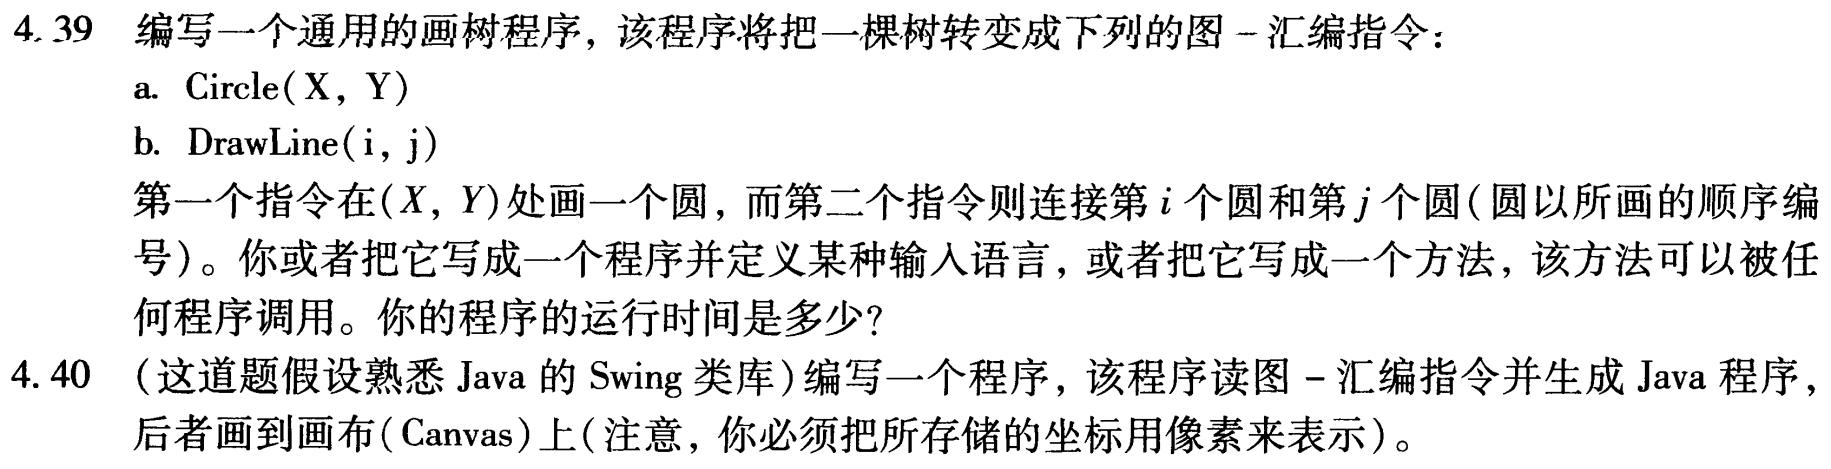 4.39 编写一个通用的画树程序，该程序将把一棵树转变成下列的图－汇编指令：
a. Circle(X, Y)
b. DrawLine(i, j)
第一个指令在(X, Y)处画一个圆，而第二个指令则连接第 i 个圆和第 j 个圆(圆以所画的顺序编
号)。你或者把它写成一个程序并定义某种输入语言，或者把它写成一个方法，该方法可以被任
何程序调用。你的程序的运行时间是多少?
4.40 (这道题假设熟悉 Java 的 Swing 类库)编写一个程序，该程序读图－汇编指令并生成 Java 程序，
后者画到画布(Canvas)上(注意，你必须把所存储的坐标用像素来表示)。